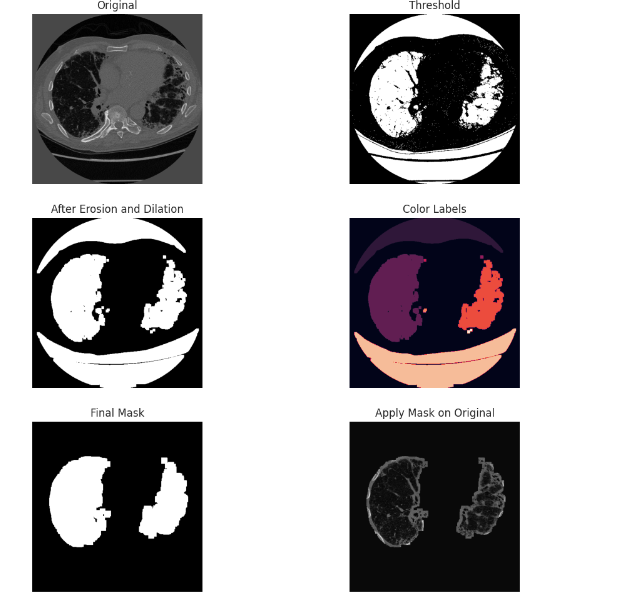 Original
Threshold
After Erosion and Dilation
Color Labels
Final Mask
Apply Mask on Original